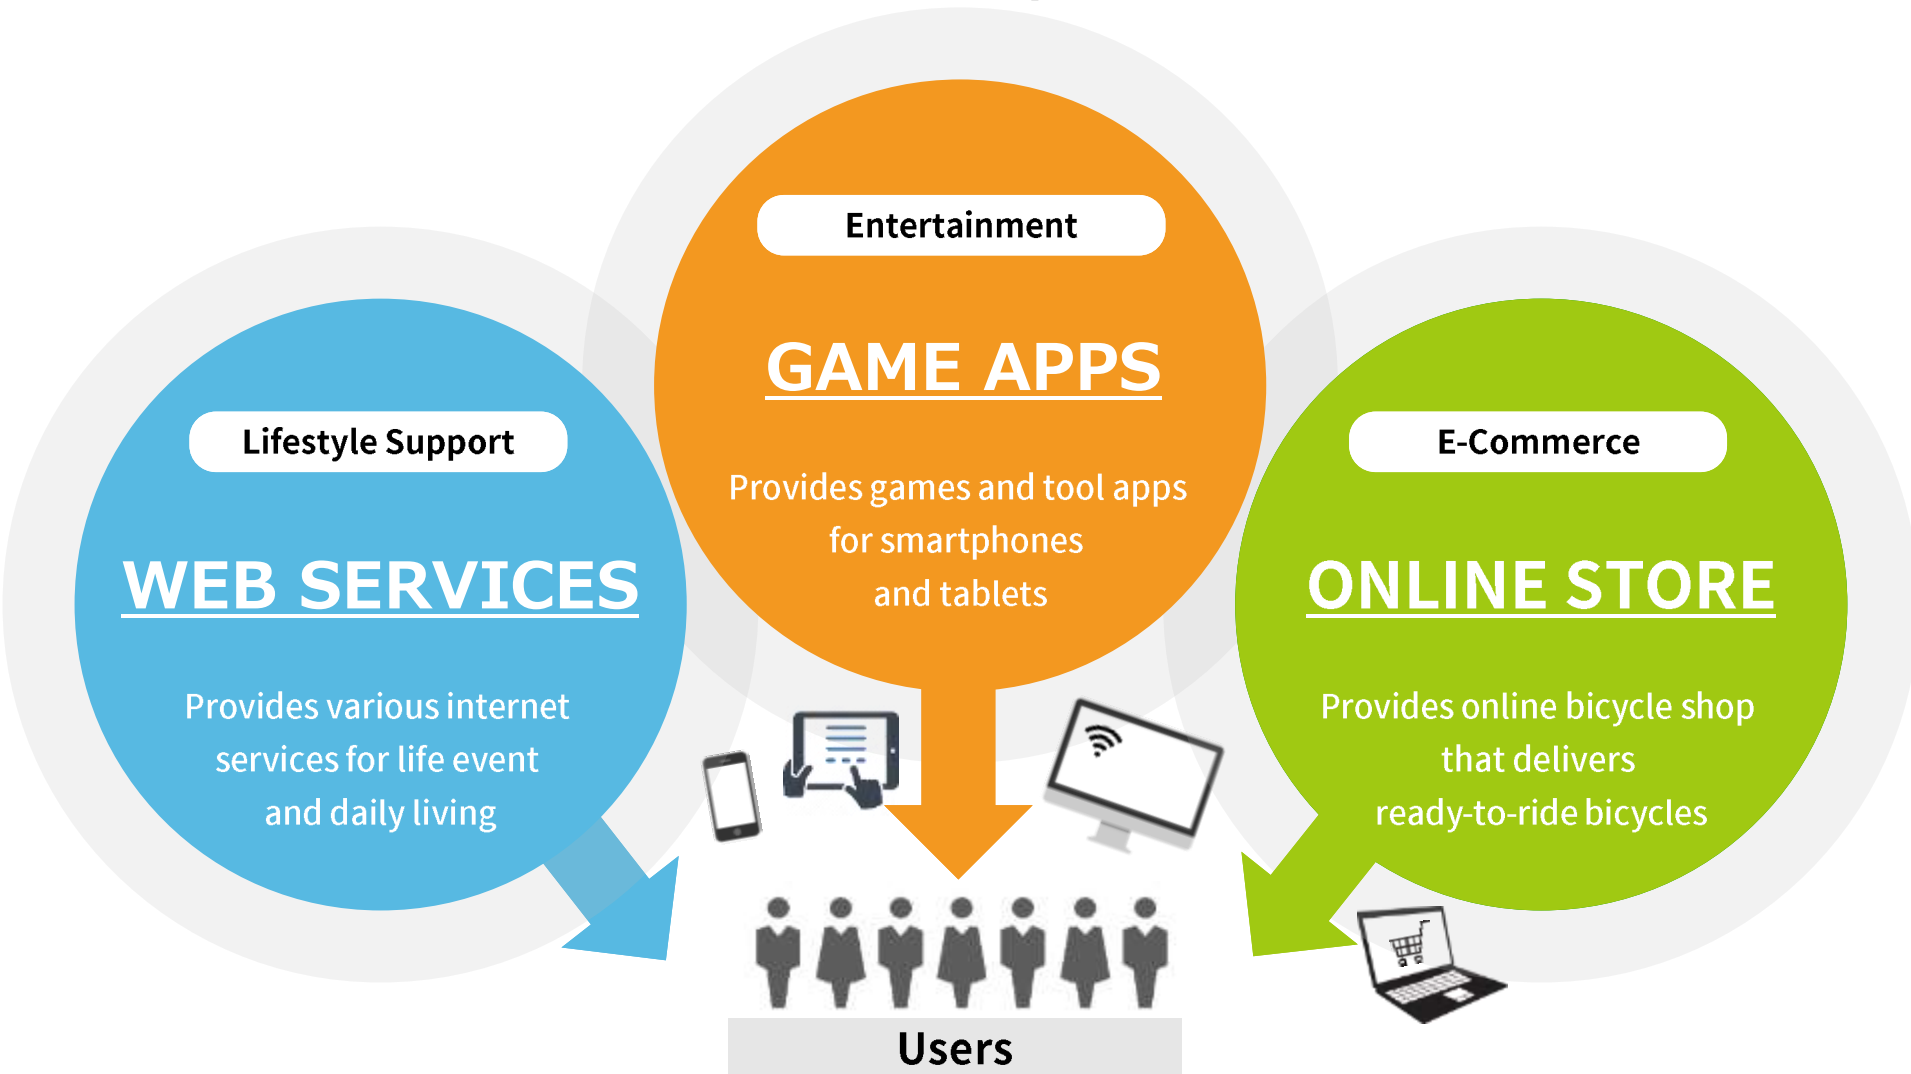 Entertainment
GAME APPS
Provides games and tool apps
for smartphones
and tablets
Lifestyle Support
WEB SERVICES
Provides various internet
services for life event
and daily living
E-Commerce
ONLINE STORE
Provides online bicycle shop
that delivers
ready-to-ride bicycles
Users